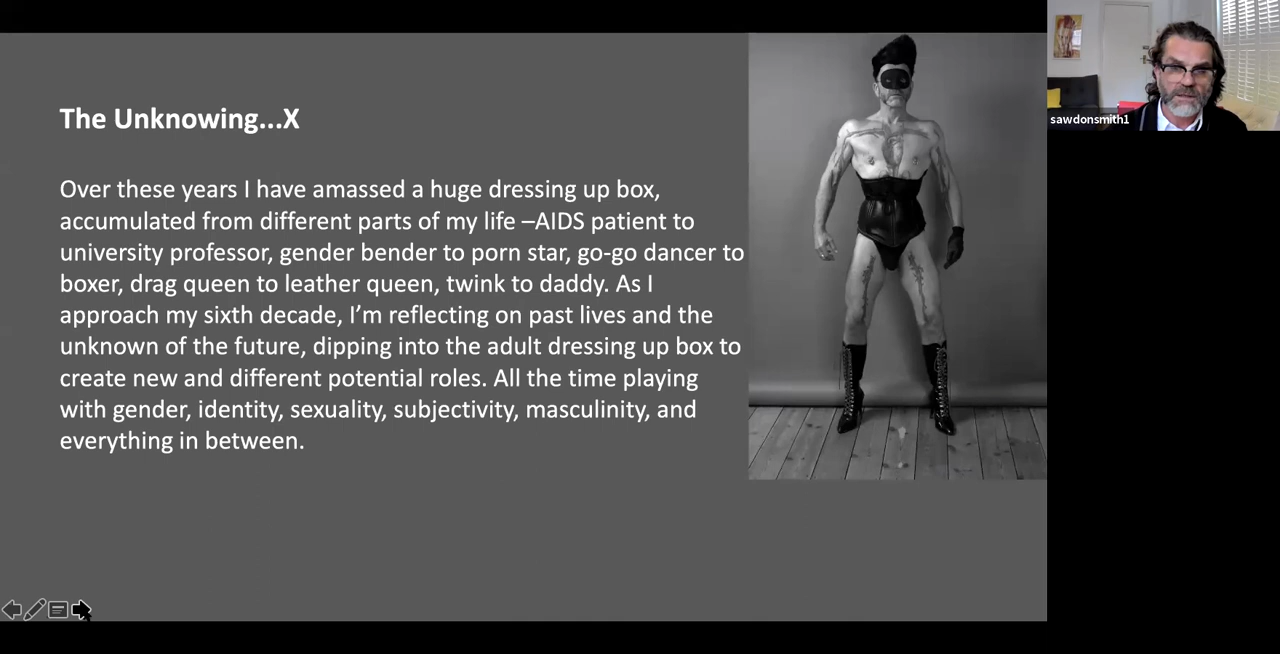 The Unknowing...X
Over these years I have amassed a huge dressing up box,
accumulated from different parts of my life –AIDS patient to
university professor, gender bender to porn star, go-go dancer to
boxer, drag queen to leather queen, twink to daddy. As I
approach my sixth decade, I’m reflecting on past lives and the
unknown of the future, dipping into the adult dressing up box to
create new and different potential roles. All the time playing
with gender, identity, sexuality, subjectivity, masculinity, and
everything in between.
sawdonsmith1